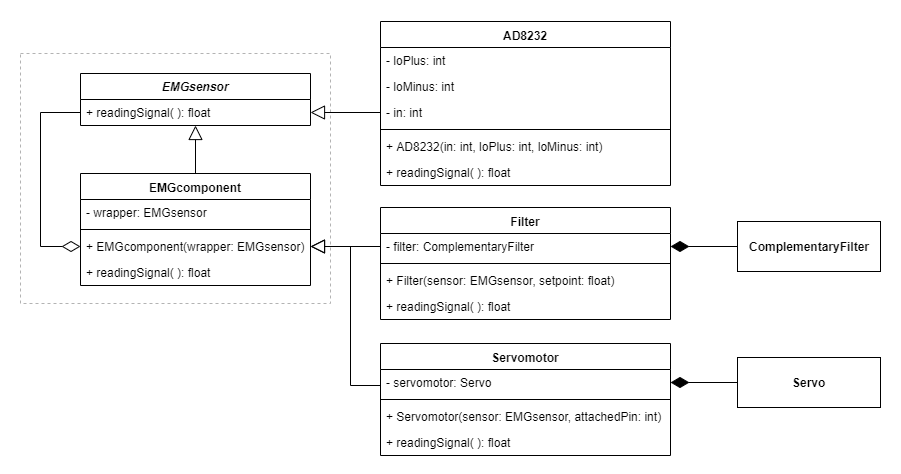 AD8232
- loPlus: int
- loMinus: int
- in: int
+ AD8232(in: int, loPlus: int, loMinus: int)
+ readingSignal( ): float
EMGsensor
+ readingSignal( ): float
EMGcomponent
- wrapper: EMGsensor
+ EMGcomponent(wrapper: EMGsensor)
+ readingSignal( ): float
Filter
- filter: ComplementaryFilter
+ Filter(sensor: EMGsensor, setpoint: float)
+ readingSignal( ): float
ComplementaryFilter
Servomotor
- servomotor: Servo
+ Servomotor(sensor: EMGsensor, attachedPin: int)
+ readingSignal( ): float
Servo